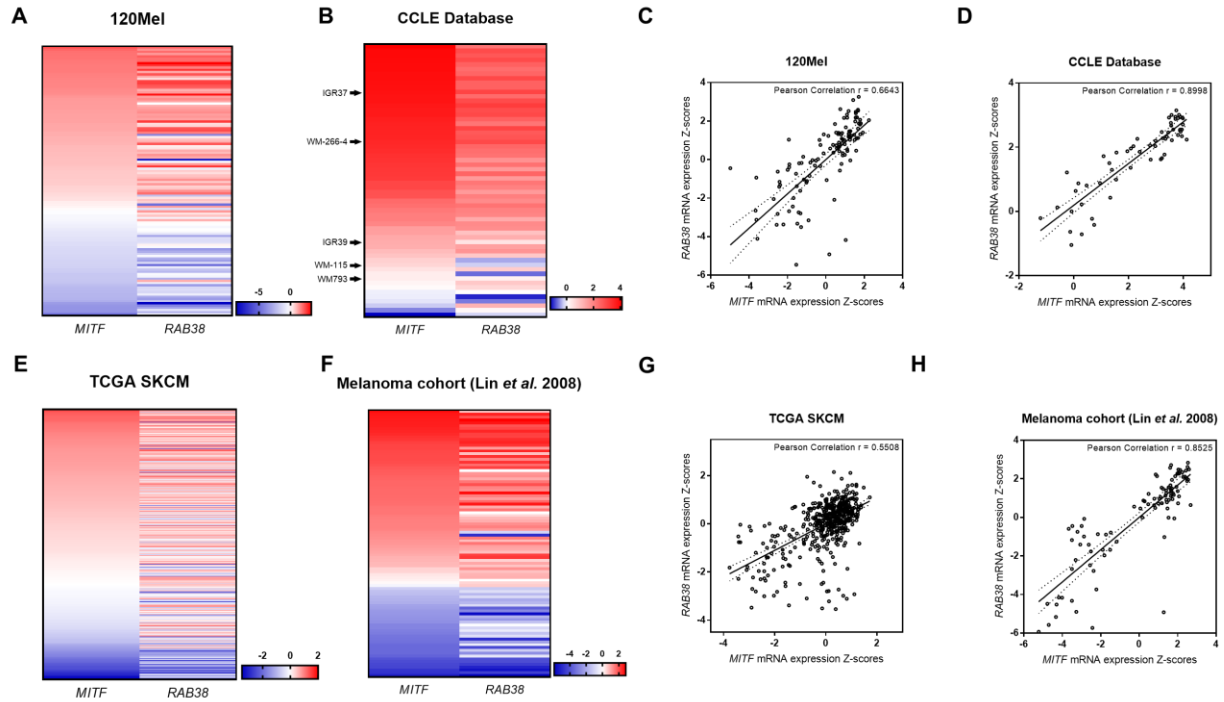 A
120Mel
MITF
RAB38
-5
0
B
CCLE Database
IGR37
WM-266-4
IGR39
WM-115
WM793
MITF
RAB38
0
2
4
C
120Mel
Pearson Correlation r = 0.6643
RAB38 mRNA expression Z-scores
4
2
0
-2
-4
-6
-6
-4
-2
0
2
4
MITF mRNA expression Z-scores
D
CCLE Database
Pearson Correlation r = 0.8998
RAB38 mRNA expression Z-scores
4
2
0
-2
-2
0
2
4
MITF mRNA expression Z-scores
E
TCGA SKCM
MITF
RAB38
-2
0
2
F
Melanoma cohort (Lin et al. 2008)
MITF
RAB38
-4
-2
0
2
G
TCGA SKCM
Pearson Correlation r = 0.5508
RAB38 mRNA expression Z-scores
2
0
-2
-4
-4
-2
0
2
MITF mRNA expression Z-scores
H
Melanoma cohort (Lin et al. 2008)
Pearson Correlation r = 0.8525
RAB38 mRNA expression Z-scores
4
2
0
-2
-4
-6
-6
-4
-2
0
2
4
MITF mRNA expression Z-scores